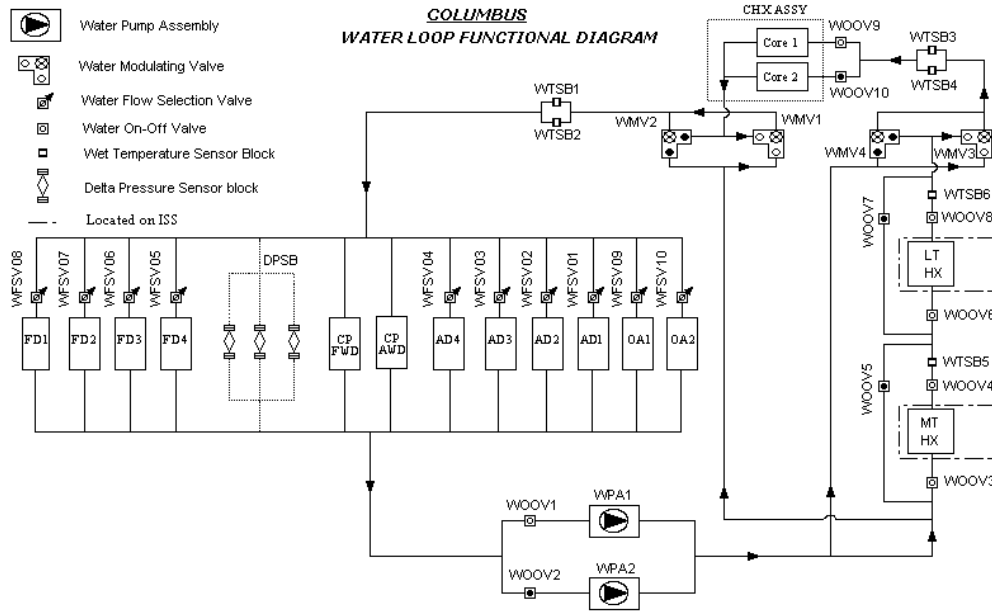 COLUMBUS
WATER LOOP FUNCTIONAL DIAGRAM
Water Pump Assembly
Water Modulating Valve
Water Flow Selection Valve
Water On-Off Valve
Wet Temperature Sensor Block
Delta Pressure Sensor block
Located on ISS
CHX ASSY
Core 1
Core 2
WOOV9
WOOV10
WTSB3
WTSB4
WTSB1
WTSB2
WMV2
WMV1
WMV4
WMV3
WTSB6
WOOV8
WOOV7
LT
HX
WOOV6
WTSB5
WOOV4
WOOV5
MT
HX
WOOV3
WFSV08
WFSV07
WFSV06
WFSV05
DPSB
WFSV04
WFSV03
WFSV02
WFSV01
WFSV09
WFSV10
FD1
FD2
FD3
FD4
CP
FWD
CP
AWD
AD4
AD3
AD2
AD1
OA1
OA2
WOOV1
WPA1
WOOV2
WPA2